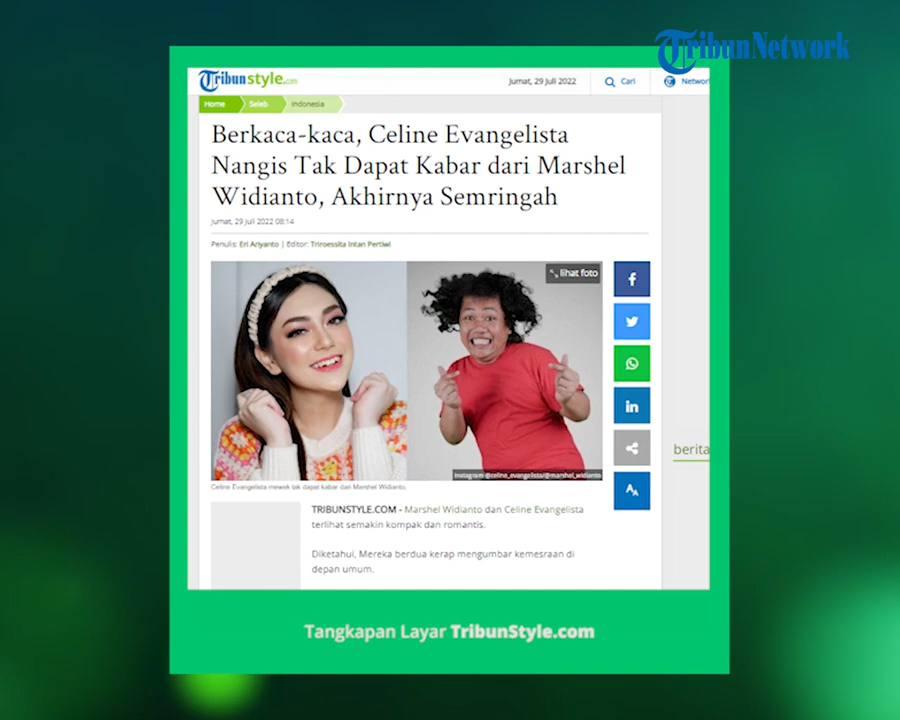 TribunNetwork
Tribunstyle.com
Jumat, 29 Juli 2022
Cari
Network
Home
Seleb
Indonesia
Berkaca-kaca, Celine Evangelista
Nangis Tak Dapat Kabar dari Marshel
Widianto, Akhirnya Semringah
Jumat, 29 Juli 2022 08:14
Penulis: Eri Ariyanto | Editor: Triroessita Intan Pertiwi
lihat foto
Instagram @celine_evangelista/@marshel_widianto
Celine Evangelista mewek tak dapat kabar dari Marshel Widianto.
berita
TRIBUNSTYLE.COM - Marshel Widianto dan Celine Evangelista
terlihat semakin kompak dan romantis.
Diketahui, Mereka berdua kerap mengumbar kemesraan di
depan umum.
Tangkapan Layar TribunStyle.com